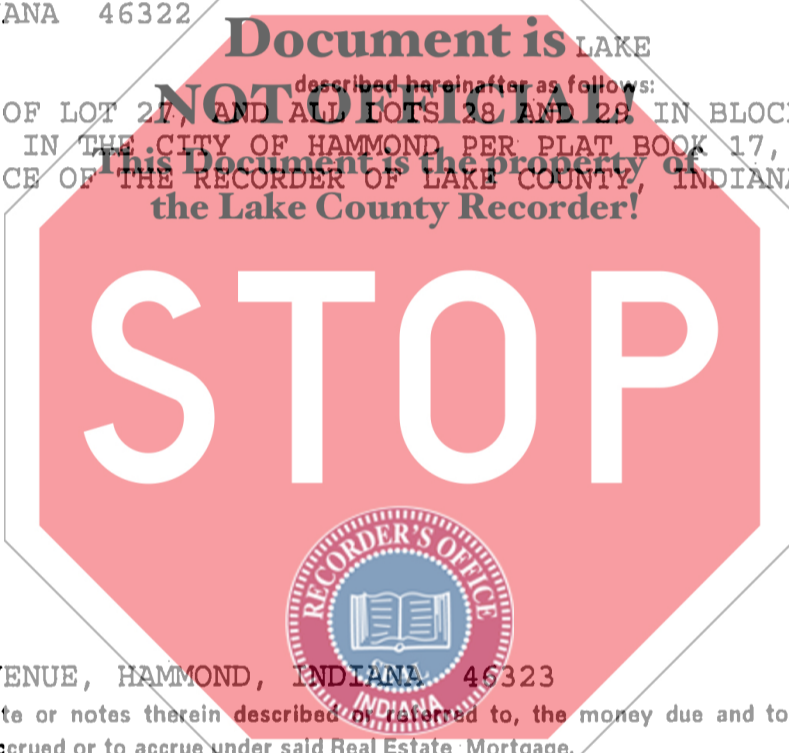 IANA 46322
Document is LAKE
NOT OFFICIAL!
described hereinafter as follows:
OF LOT 27 AND ALL LOTS 28 AND 29 IN BLOC
IN THE CITY OF HAMMOND PER PLAT BOOK 17,
This Document is the property of
CE OF THE RECORDER OF LAKE COUNTY, INDIANA
the Lake County Recorder!
STOP
RECORDER'S OFFICE
SEAL
INDIANA
ENUE, HAMMOND, INDIANA 46323
te or notes therein described or referred to, the money due and to
ccrued or to accrue under said Real Estate Mortgage.